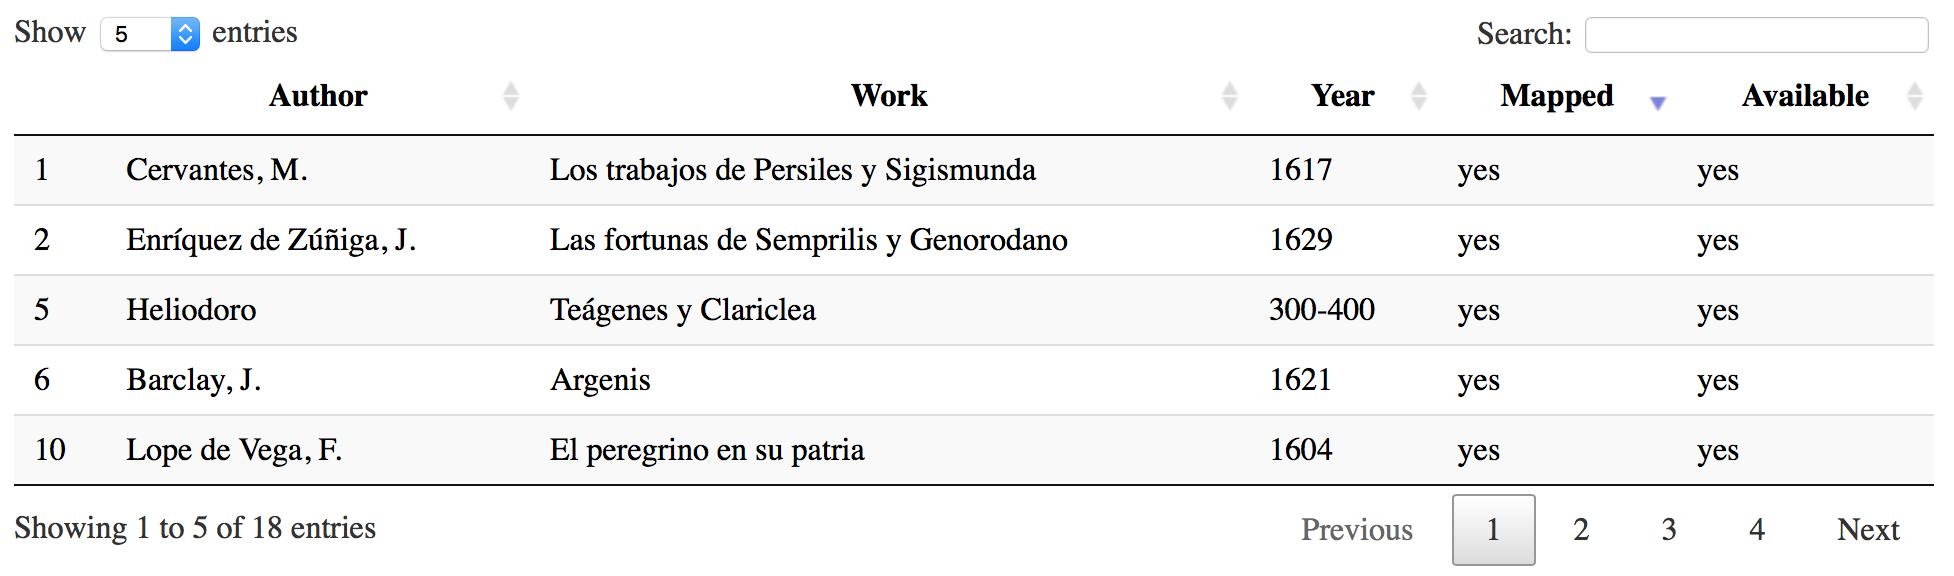 Show 5 entries Search:
Author Work Year Mapped Available
1 Cervantes, M. Los trabajos de Persiles y Sigismunda 1617 yes yes
2 Enríquez de Zúñiga, J. Las fortunas de Semprilis y Genorodano 1629 yes yes
5 Heliodoro Teágenes y Clariclea 300-400 yes yes
6 Barclay, J. Argenis 1621 yes yes
10 Lope de Vega, F. El peregrino en su patria 1604 yes yes
Showing 1 to 5 of 18 entries Previous 1 2 3 4 Next